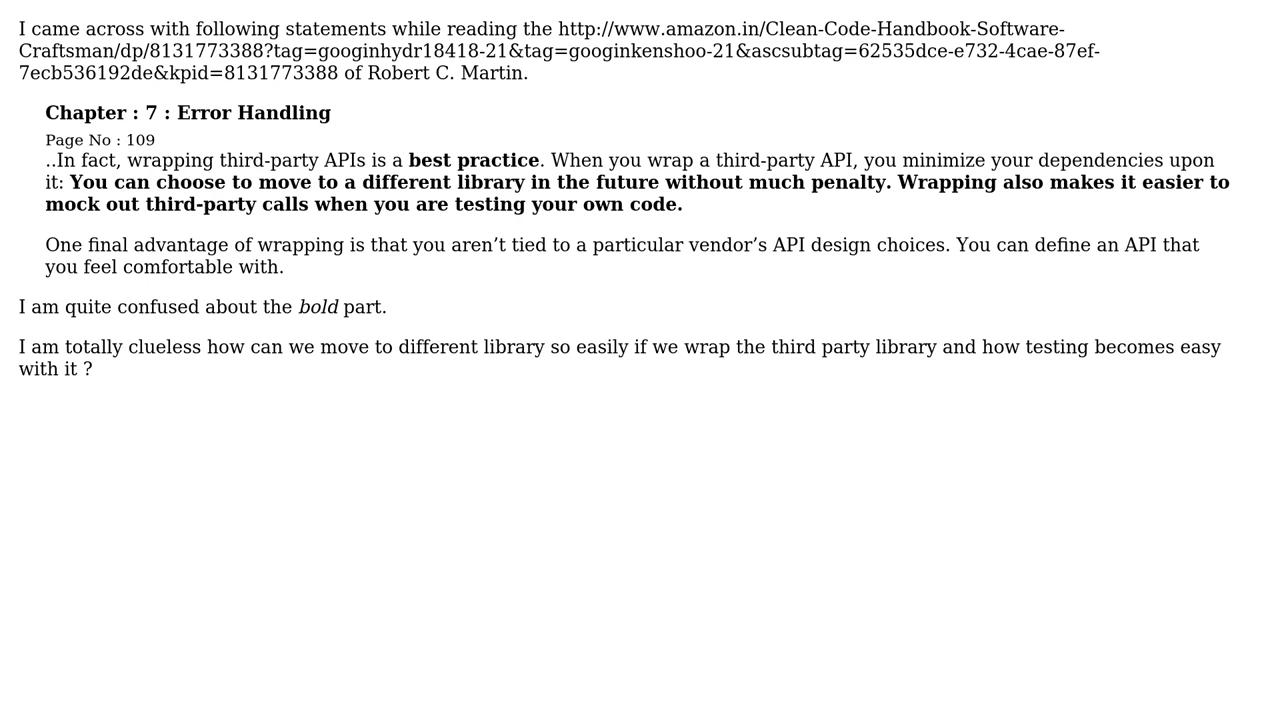 I came across with following statements while reading the http://www.amazon.in/Clean-Code-Handbook-Software-
Craftsman/dp/8131773388?tag=googinhydr18418-21&tag=googinkenshoo-21&ascsubtag=62535dce-e732-4cae-87ef-
7ecb536192de&kpid=8131773388 of Robert C. Martin.
Chapter : 7 : Error Handling
Page No : 109
..In fact, wrapping third-party APIs is a best practice. When you wrap a third-party API, you minimize your dependencies upon
it: You can choose to move to a different library in the future without much penalty. Wrapping also makes it easier to
mock out third-party calls when you are testing your own code.
One final advantage of wrapping is that you aren’t tied to a particular vendor’s API design choices. You can define an API that
you feel comfortable with.
I am quite confused about the bold part.
I am totally clueless how can we move to different library so easily if we wrap the third party library and how testing becomes easy
with it ?